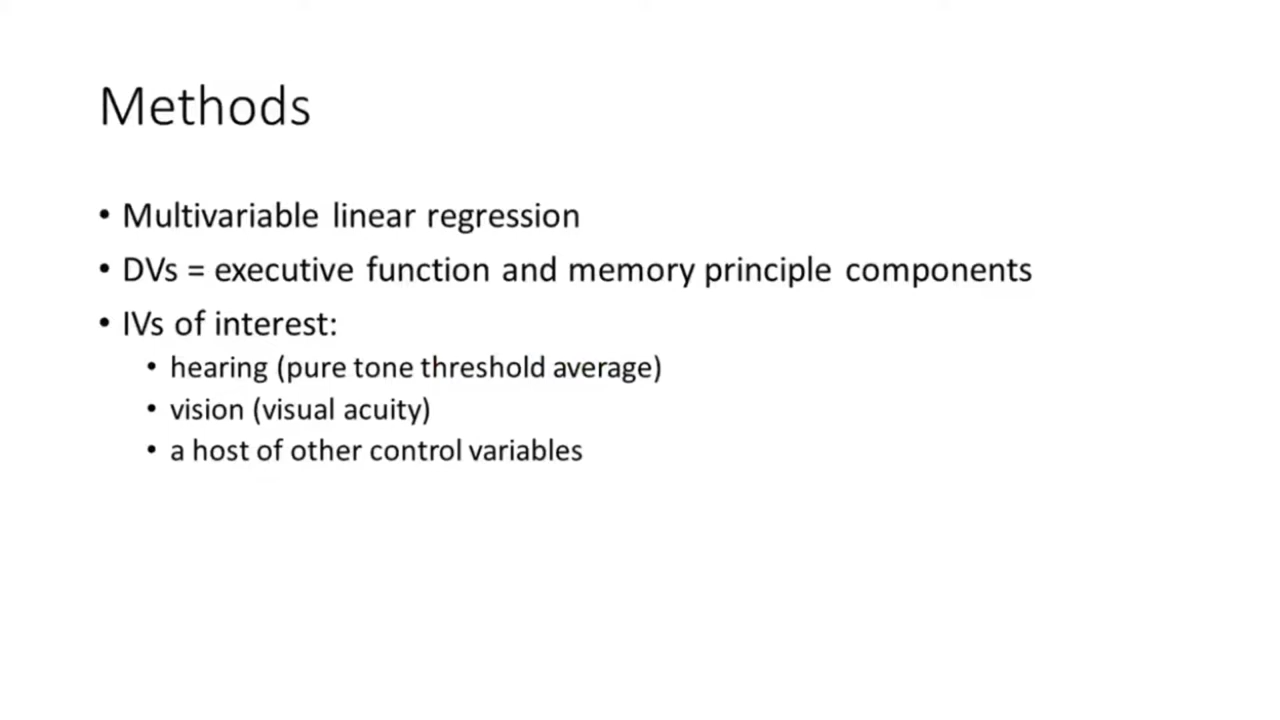 Methods
• Multivariable linear regression
• DVs = executive function and memory principle components
• IVs of interest:
• hearing (pure tone threshold average)
• vision (visual acuity)
• a host of other control variables